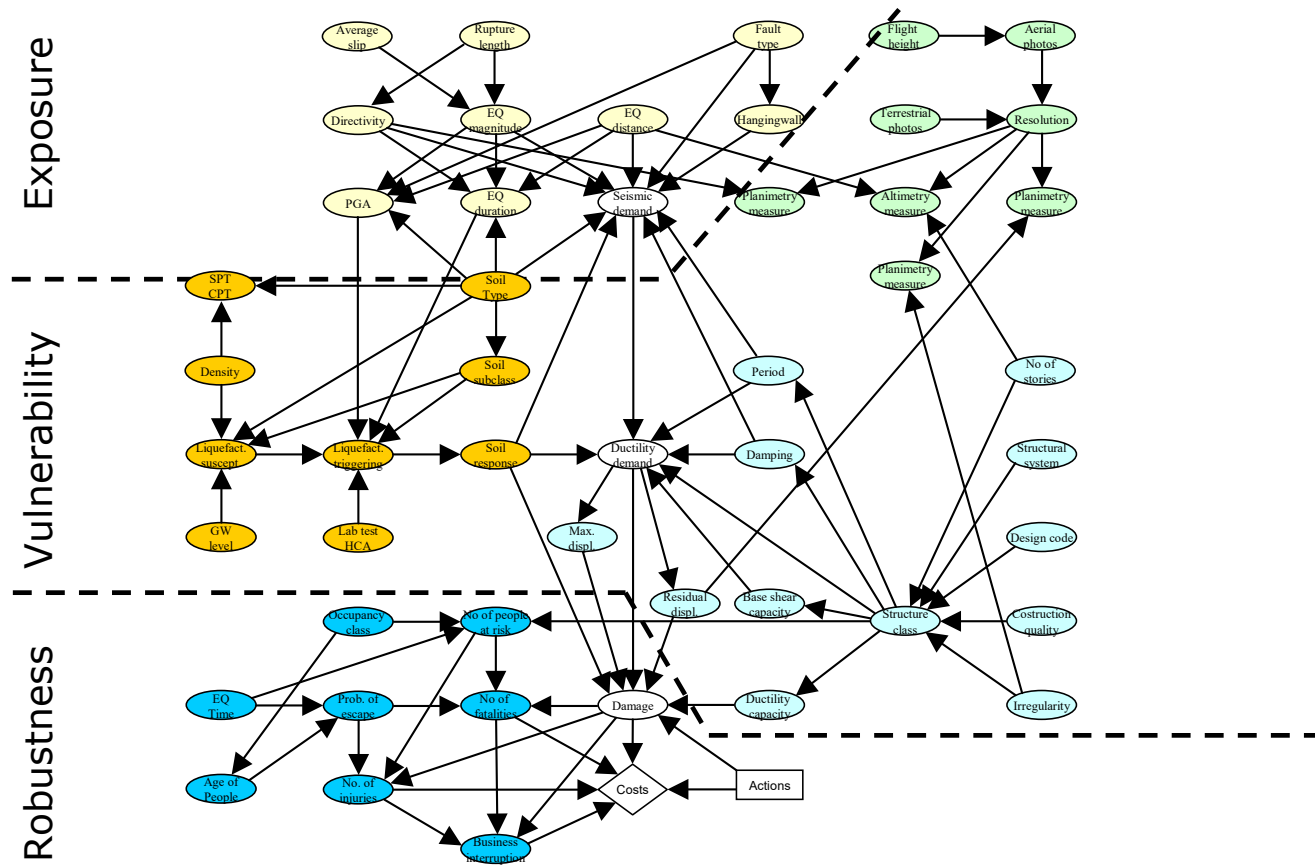 Exposure
Vulnerability
Robustness
Average
slip
Rupture
length
Fault
type
Flight
height
Aerial
photos
Directivity
EQ
magnitude
EQ
distance
Hangingwall
Terrestrial
photos
Resolution
PGA
EQ
duration
Seismic
demand
Planimetry
measure
Altimetry
measure
Planimetry
measure
SPT
CPT
Soil
Type
Planimetry
measure
Density
Soil
subclass
Period
No of
stories
Liquefact.
suscept
Liquefact.
triggering
Soil
response
Ductility
demand
Damping
Structural
system
GW
level
Lab test
HCA
Max.
displ.
Design code
Residual
displ.
Base shear
capacity
Structure
class
Costruction
quality
Occupancy
class
No of people
at risk
EQ
Time
Prob. of
escape
No of
fatalities
Damage
Ductility
capacity
Irregularity
Age of
People
No. of
injuries
Costs
Actions
Business
interruption